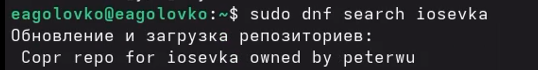 eagolovko@eagolovko:~$ sudo dnf search iosevka
Обновление и загрузка репозиториев:
 Copr repo for iosevka owned by peterwu